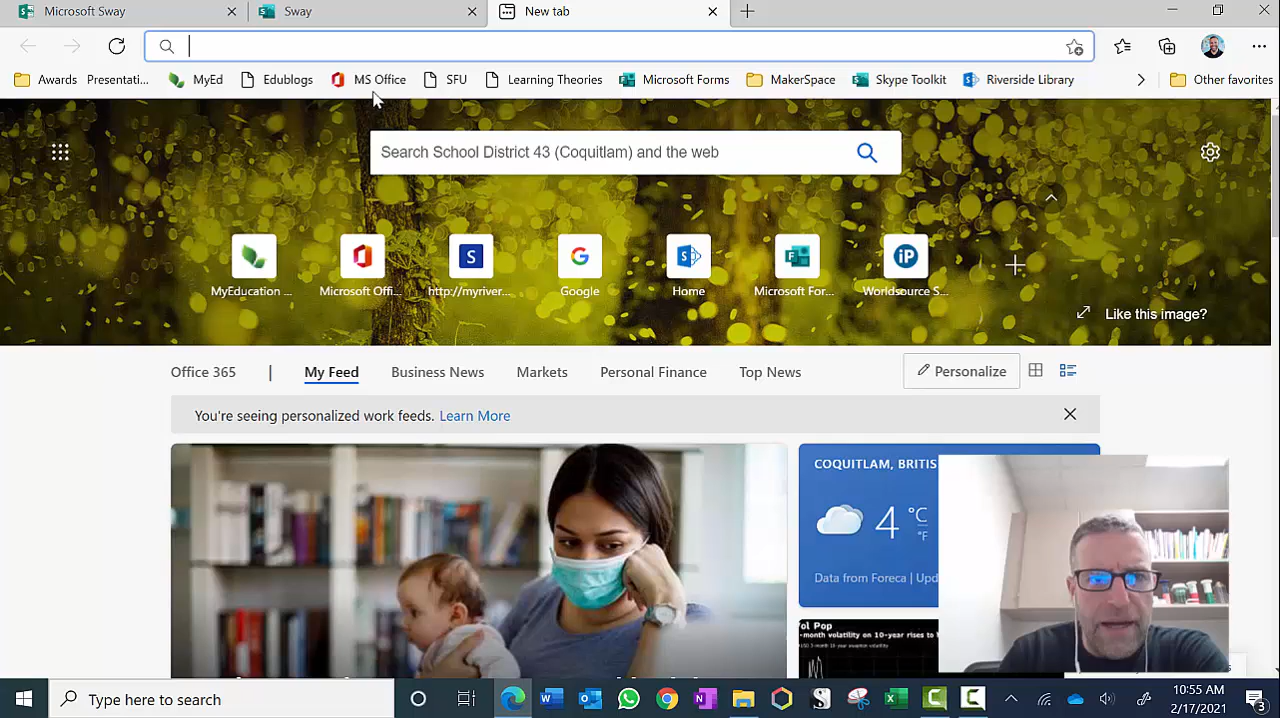 Microsoft Sway
Sway
New tab
Awards Presentati...
MyEd
Edublogs
MS Office
SFU
Learning Theories
Microsoft Forms
MakerSpace
Skype Toolkit
Riverside Library
Other favorites
Search School District 43 (Coquitlam) and the web
MyEducation ...
Microsoft Offi...
http://myriver...
Google
Home
Microsoft For...
Worldsource S...
Like this image?
Office 365 | My Feed Business News Markets Personal Finance Top News
Personalize
You're seeing personalized work feeds. Learn More
COQUITLAM, BRITIS
4 °C
°F
Data from Foreca | Upd
Vol Pop
-month volatility on 10-year rises to
Type here to search
10:55 AM
2/17/2021
3